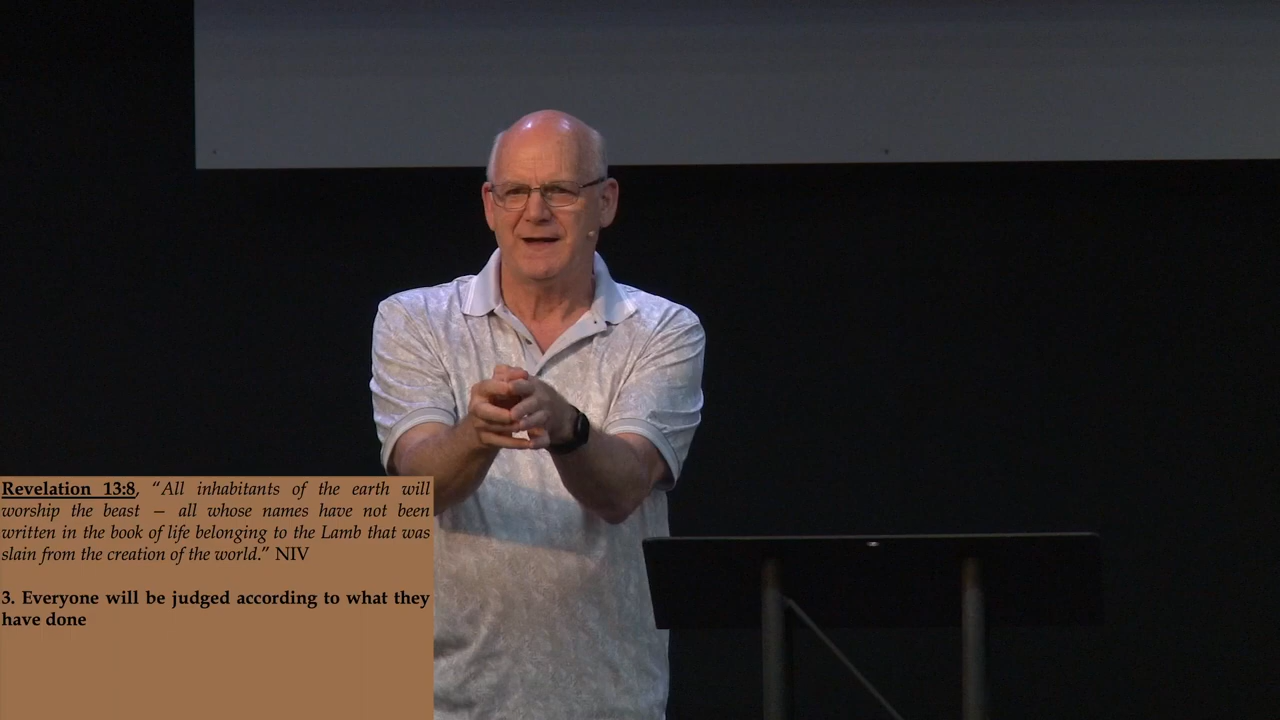 Revelation 13:8, “All inhabitants of the earth will
worship the beast – all whose names have not been
written in the book of life belonging to the Lamb that was
slain from the creation of the world.” NIV
3. Everyone will be judged according to what they
have done